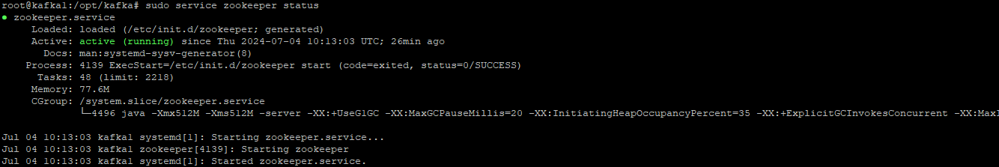 root@kafka1:/opt/kafka# sudo service zookeeper status
● zookeeper.service
Loaded: loaded (/etc/init.d/zookeeper; generated)
Active: active (running) since Thu 2024-07-04 10:13:03 UTC; 26min ago
Docs: man:systemd-sysv-generator(8)
Process: 4139 ExecStart=/etc/init.d/zookeeper start (code=exited, status=0/SUCCESS)
Tasks: 48 (limit: 2218)
Memory: 77.6M
CGroup: /system.slice/zookeeper.service
└─4496 java -Xmx512M -Xms512M -server -XX:+UseG1GC -XX:MaxGCPauseMillis=20 -XX:InitiatingHeapOccupancyPercent=35 -XX:+ExplicitGCInvokesConcurrent -XX:MaxI
Jul 04 10:13:03 kafka1 systemd[1]: Starting zookeeper.service...
Jul 04 10:13:03 kafka1 zookeeper[4139]: Starting zookeeper
Jul 04 10:13:03 kafka1 systemd[1]: Started zookeeper.service.